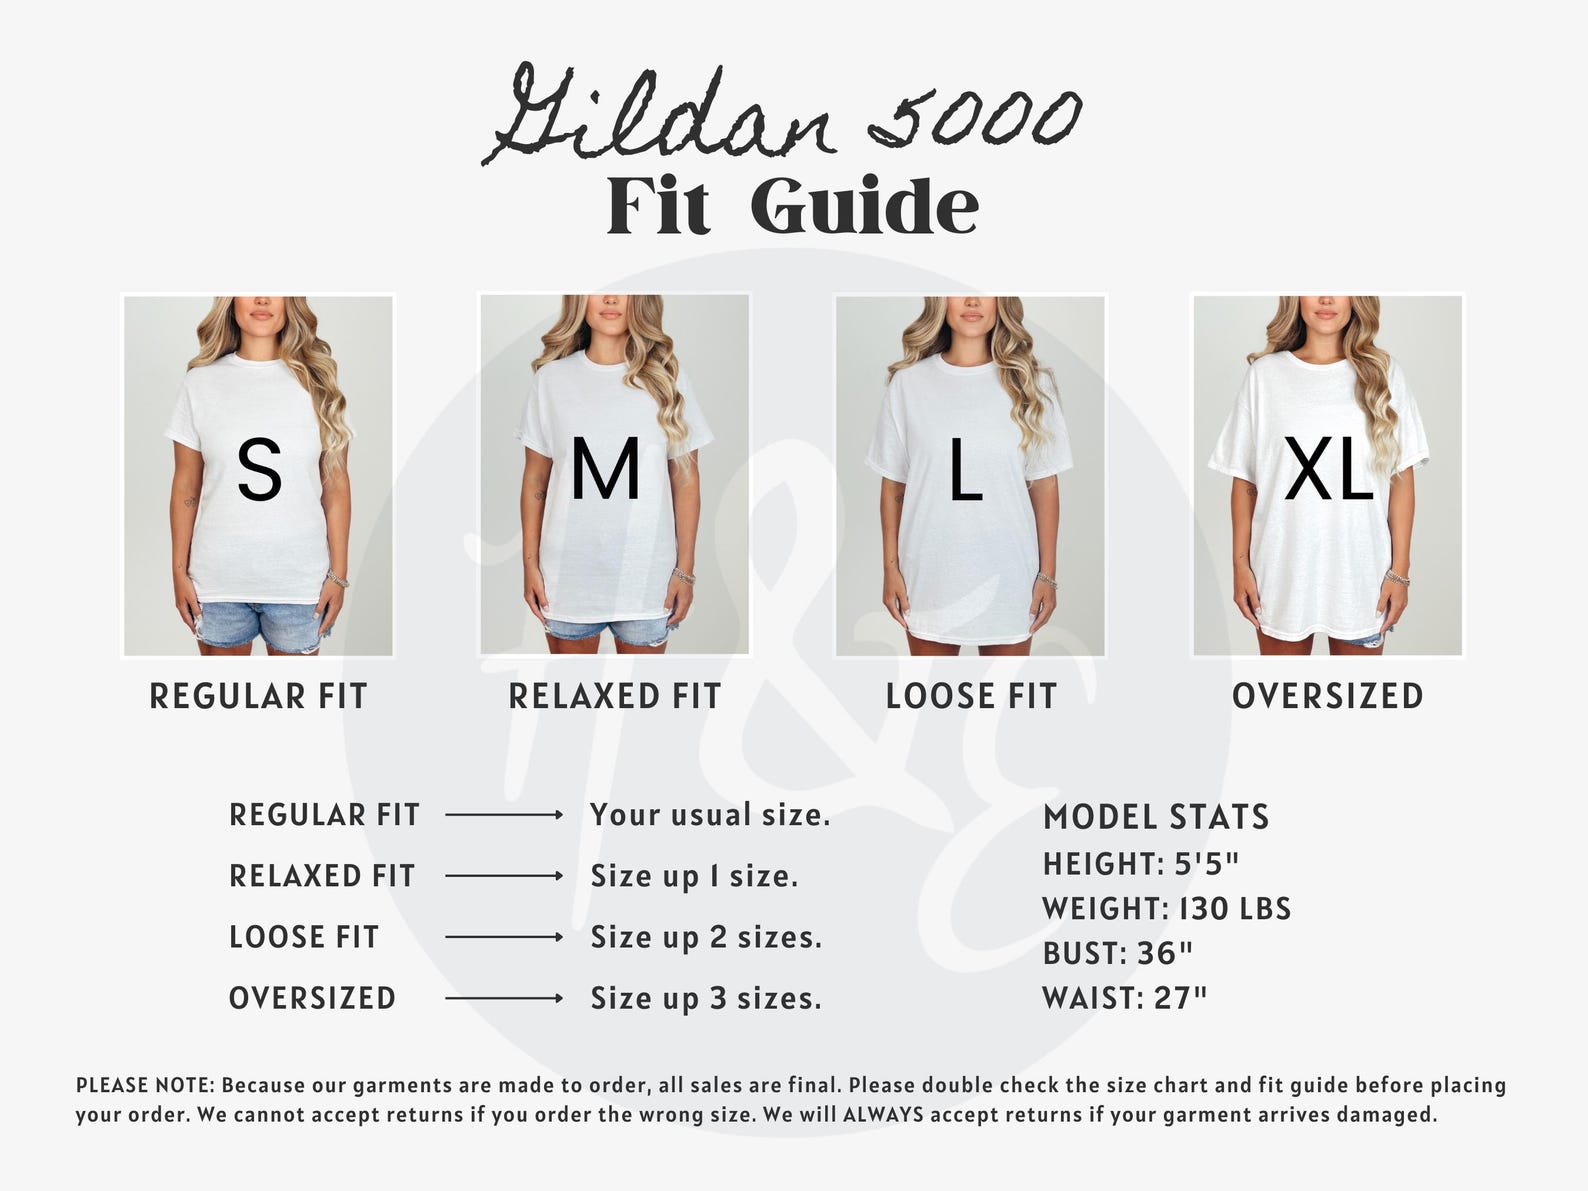 Gildan 5000
Fit Guide
S
M
L
XL
REGULAR FIT
RELAXED FIT
LOOSE FIT
OVERSIZED
REGULAR FIT
Your usual size.
RELAXED FIT
Size up 1 size.
LOOSE FIT
Size up 2 sizes.
OVERSIZED
Size up 3 sizes.
MODEL STATS
HEIGHT: 5'5"
WEIGHT: 130 LBS
BUST: 36"
WAIST: 27"
H&E
PLEASE NOTE: Because our garments are made to order, all sales are final. Please double check the size chart and fit guide before placing
your order. We cannot accept returns if you order the wrong size. We will ALWAYS accept returns if your garment arrives damaged.